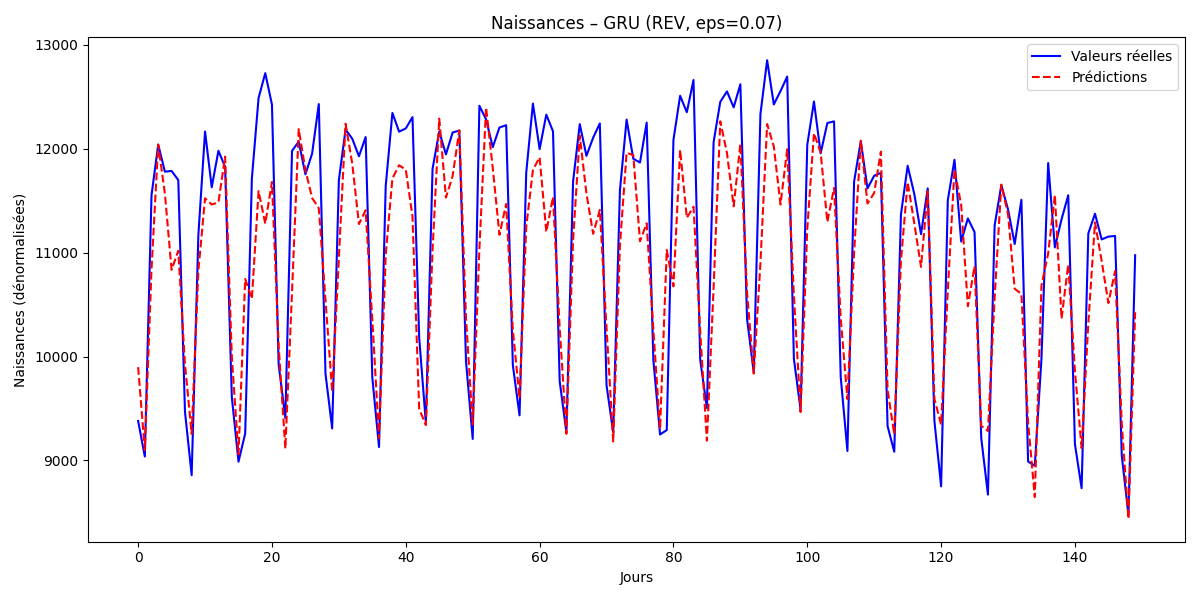 Naissances – GRU (REV, eps=0.07)
Valeurs réelles
Prédictions
Naissances (dénormalisées)
13000
12000
11000
10000
9000
0 20 40 60 80 100 120 140
Jours